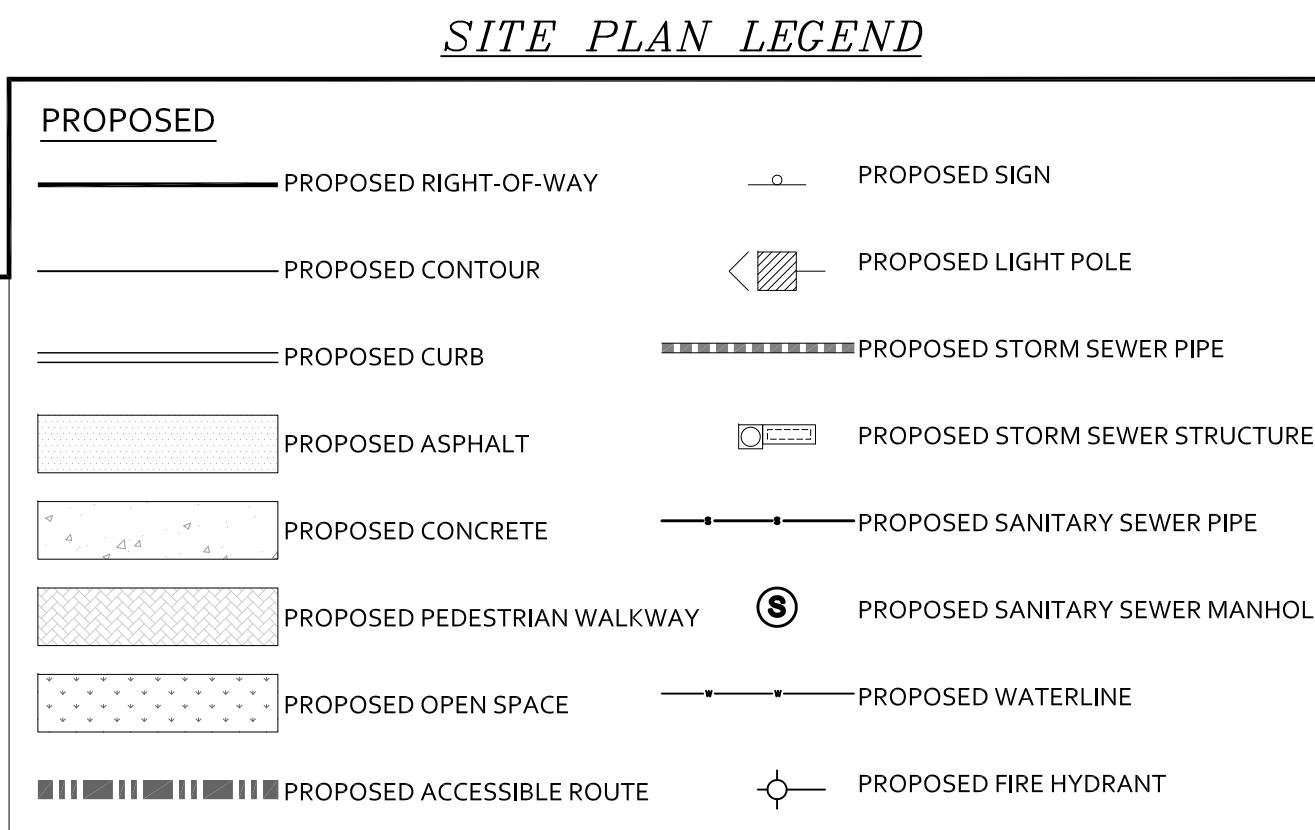 SITE PLAN LEGEND
PROPOSED
PROPOSED RIGHT-OF-WAY
PROPOSED CONTOUR
PROPOSED CURB
PROPOSED ASPHALT
PROPOSED CONCRETE
PROPOSED PEDESTRIAN WALKWAY
PROPOSED OPEN SPACE
PROPOSED ACCESSIBLE ROUTE
PROPOSED SIGN
PROPOSED LIGHT POLE
PROPOSED STORM SEWER PIPE
PROPOSED STORM SEWER STRUCTURE
S S PROPOSED SANITARY SEWER PIPE
S PROPOSED SANITARY SEWER MANHOL
W W PROPOSED WATERLINE
PROPOSED FIRE HYDRANT